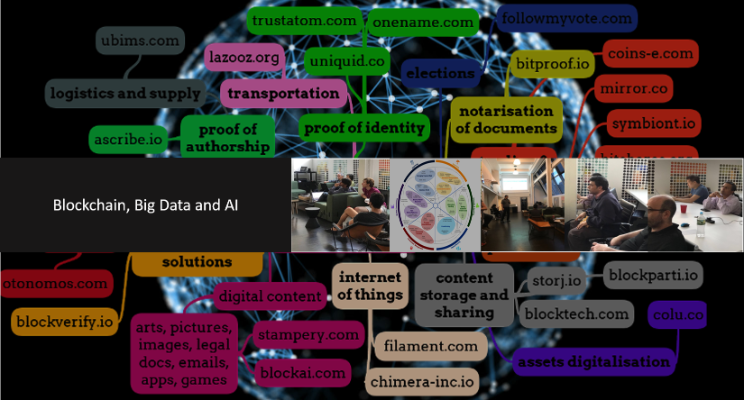 trustatom.com
onename.com
followmyvote.com
ubims.com
lazooz.org
uniquid.co
elections
bitproof.io
coins-e.com
logistics and supply
transportation
mirror.co
notarisation
of documents
symbiont.io
ascribe.io
proof of
authorship
proof of identity
Blockchain, Big Data and AI
solutions
otonomos.com
blockverify.io
digital content
arts, pictures,
images, legal
docs, emails,
apps, games
stampery.com
blockai.com
internet
of things
filament.com
chimera-inc.io
content
storage and
sharing
storj.io
blockparti.io
blocktech.com
colu.co
assets digitalisation